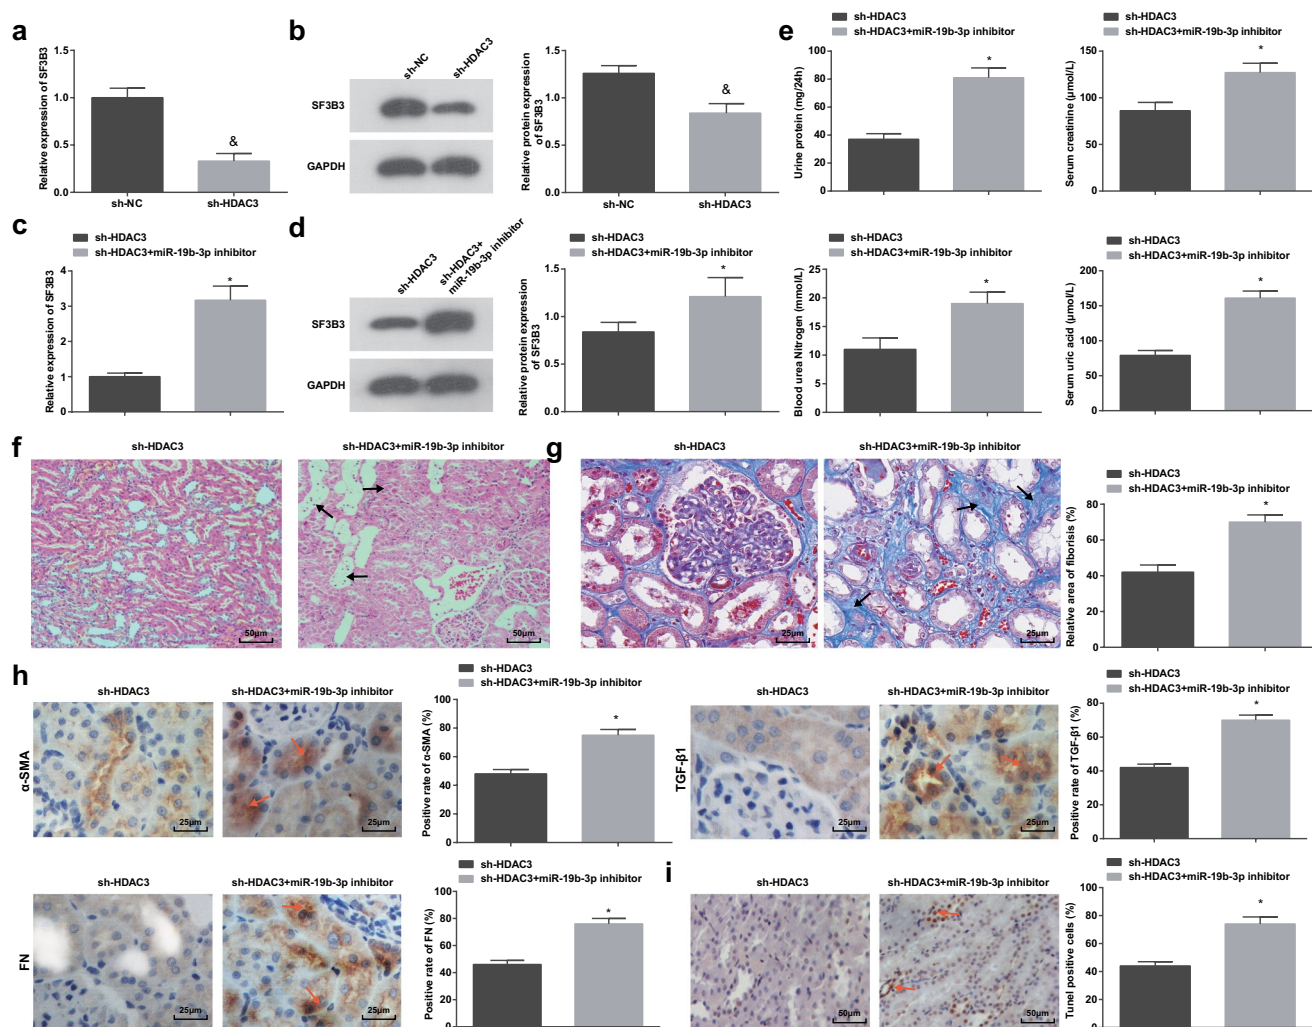 a
Relative expression of SF3B3
1.5
1.0
0.5
0.0
&
sh-NC
sh-HDAC3
b
sh-NC
sh-HDAC3
SF3B3
GAPDH
Relative protein expression
of SF3B3
1.5
1.0
0.5
0.0
&
sh-NC
sh-HDAC3
e
sh-HDAC3
sh-HDAC3+miR-19b-3p inhibitor
Urine protein (mg/24h)
100
80
60
40
20
0
*
sh-HDAC3
sh-HDAC3+miR-19b-3p inhibitor
Serum creatinine (μmol/L)
150
100
50
0
*
c
sh-HDAC3
sh-HDAC3+miR-19b-3p inhibitor
Relative expression of SF3B3
4
3
2
1
0
*
d
sh-HDAC3
sh-HDAC3+
miR-19b-3p inhibitor
SF3B3
GAPDH
sh-HDAC3
sh-HDAC3+miR-19b-3p inhibitor
Relative protein expression
of SF3B3
1.5
1.0
0.5
0.0
*
sh-HDAC3
sh-HDAC3+miR-19b-3p inhibitor
Blood urea Nitrogen (mmol/L)
25
20
15
10
5
0
*
sh-HDAC3
sh-HDAC3+miR-19b-3p inhibitor
Serum uric acid (μmol/L)
200
150
100
50
0
*
f
sh-HDAC3
sh-HDAC3+miR-19b-3p inhibitor
50μm
50μm
g
sh-HDAC3
sh-HDAC3+miR-19b-3p inhibitor
25μm
25μm
sh-HDAC3
sh-HDAC3+miR-19b-3p inhibitor
Relative area of fiborisis (%)
80
60
40
20
0
*
h
sh-HDAC3
sh-HDAC3+miR-19b-3p inhibitor
α-SMA
25μm
25μm
sh-HDAC3
sh-HDAC3+miR-19b-3p inhibitor
Positive rate of α-SMA (%)
100
80
60
40
20
0
*
sh-HDAC3
sh-HDAC3+miR-19b-3p inhibitor
TGF-β1
25μm
25μm
sh-HDAC3
sh-HDAC3+miR-19b-3p inhibitor
Positive rate of TGF-β1 (%)
80
60
40
20
0
*
sh-HDAC3
sh-HDAC3+miR-19b-3p inhibitor
FN
25μm
25μm
sh-HDAC3
sh-HDAC3+miR-19b-3p inhibitor
Positive rate of FN (%)
100
80
60
40
20
0
*
i
sh-HDAC3
sh-HDAC3+miR-19b-3p inhibitor
50μm
50μm
sh-HDAC3
sh-HDAC3+miR-19b-3p inhibitor
Tunel positive cells (%)
100
80
60
40
20
0
*